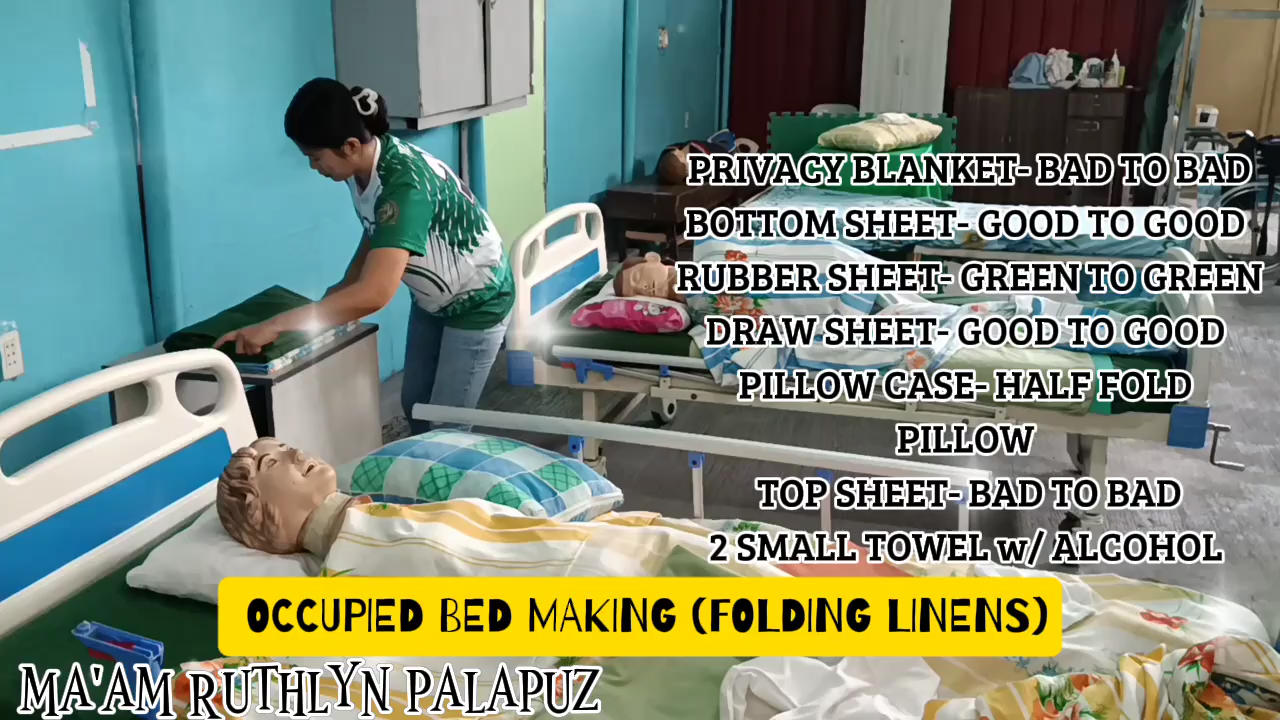 PRIVACY BLANKET- BAD TO BAD
BOTTOM SHEET- GOOD TO GOOD
RUBBER SHEET- GREEN TO GREEN
DRAW SHEET- GOOD TO GOOD
PILLOW CASE- HALF FOLD
PILLOW
TOP SHEET- BAD TO BAD
2 SMALL TOWEL w/ ALCOHOL
OCCUPIED BED MAKING (FOLDING LINENS)
MA'AM RUTHLYN PALAPUZ